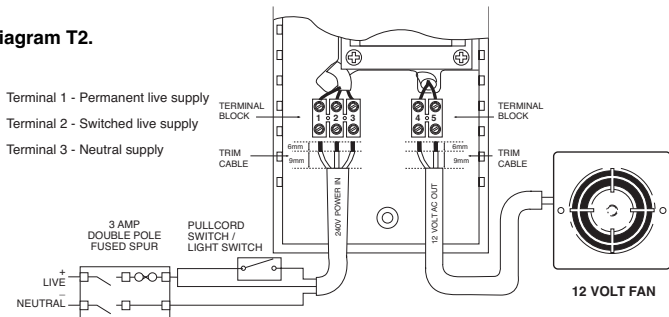 iagram T2.
Terminal 1 - Permanent live supply
Terminal 2 - Switched live supply
Terminal 3 - Neutral supply
TERMINAL
BLOCK
1 2 3
4 5
TERMINAL
BLOCK
6mm
9mm
TRIM
CABLE
6mm
9mm
TRIM
CABLE
240V POWER IN
12 VOLT AC OUT
3 AMP
DOUBLE POLE
FUSED SPUR
PULLCORD
SWITCH /
LIGHT SWITCH
+
LIVE
–
NEUTRAL
12 VOLT FAN